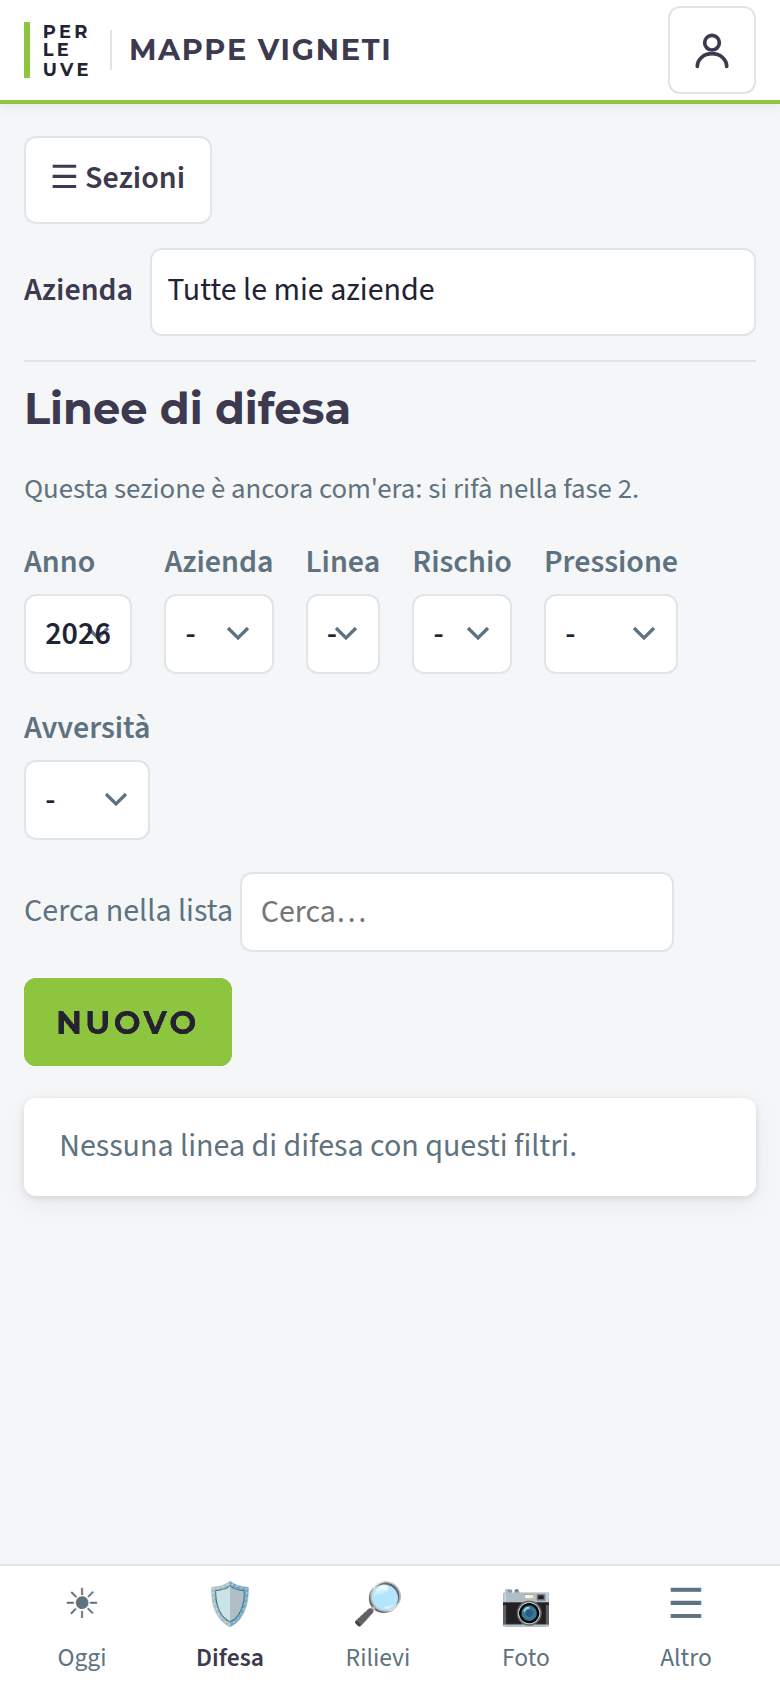 PER
LE
UVE
MAPPE VIGNETI
☰ Sezioni
Azienda Tutte le mie aziende
Linee di difesa
Questa sezione è ancora com'era: si rifà nella fase 2.
Anno Azienda Linea Rischio Pressione
2026 - - - -
Avversità
-
Cerca nella lista Cerca…
NUOVO
Nessuna linea di difesa con questi filtri.
Oggi Difesa Rilievi Foto Altro